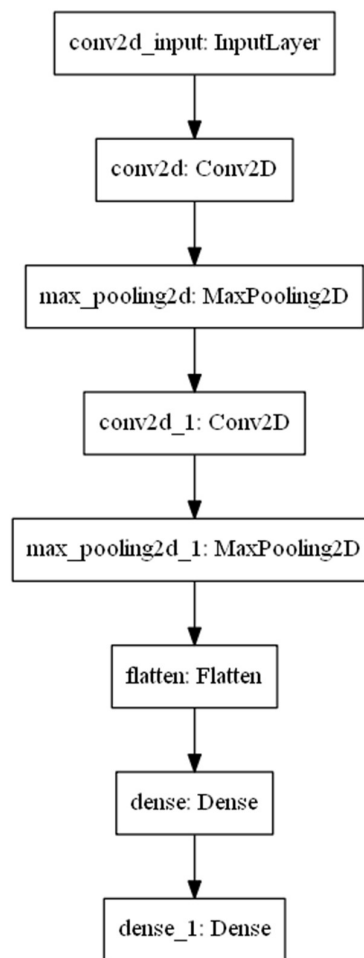 conv2d_input: InputLayer
conv2d: Conv2D
max_pooling2d: MaxPooling2D
conv2d_1: Conv2D
max_pooling2d_1: MaxPooling2D
flatten: Flatten
dense: Dense
dense_1: Dense